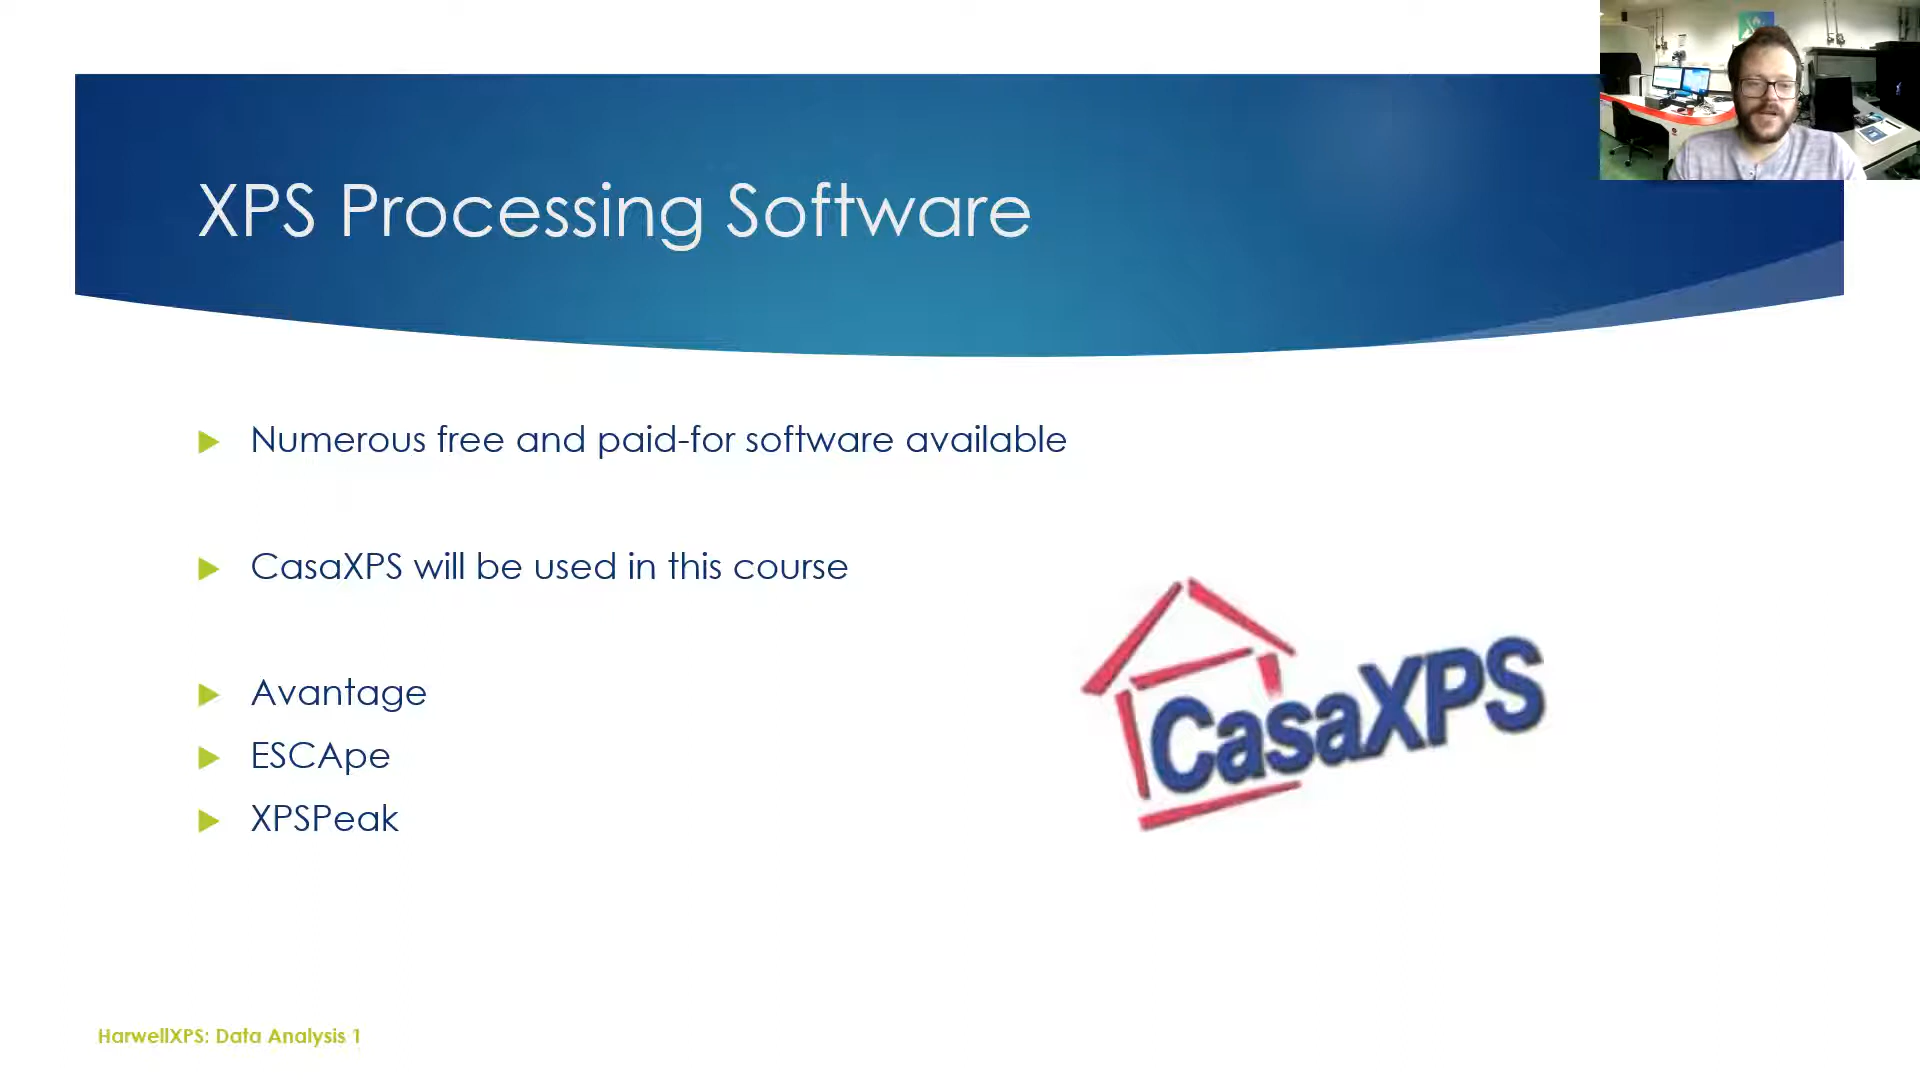 XPS Processing Software
Numerous free and paid-for software available
CasaXPS will be used in this course
Avantage
ESCApe
XPSPeak
CasaXPS
HarwellXPS: Data Analysis 1